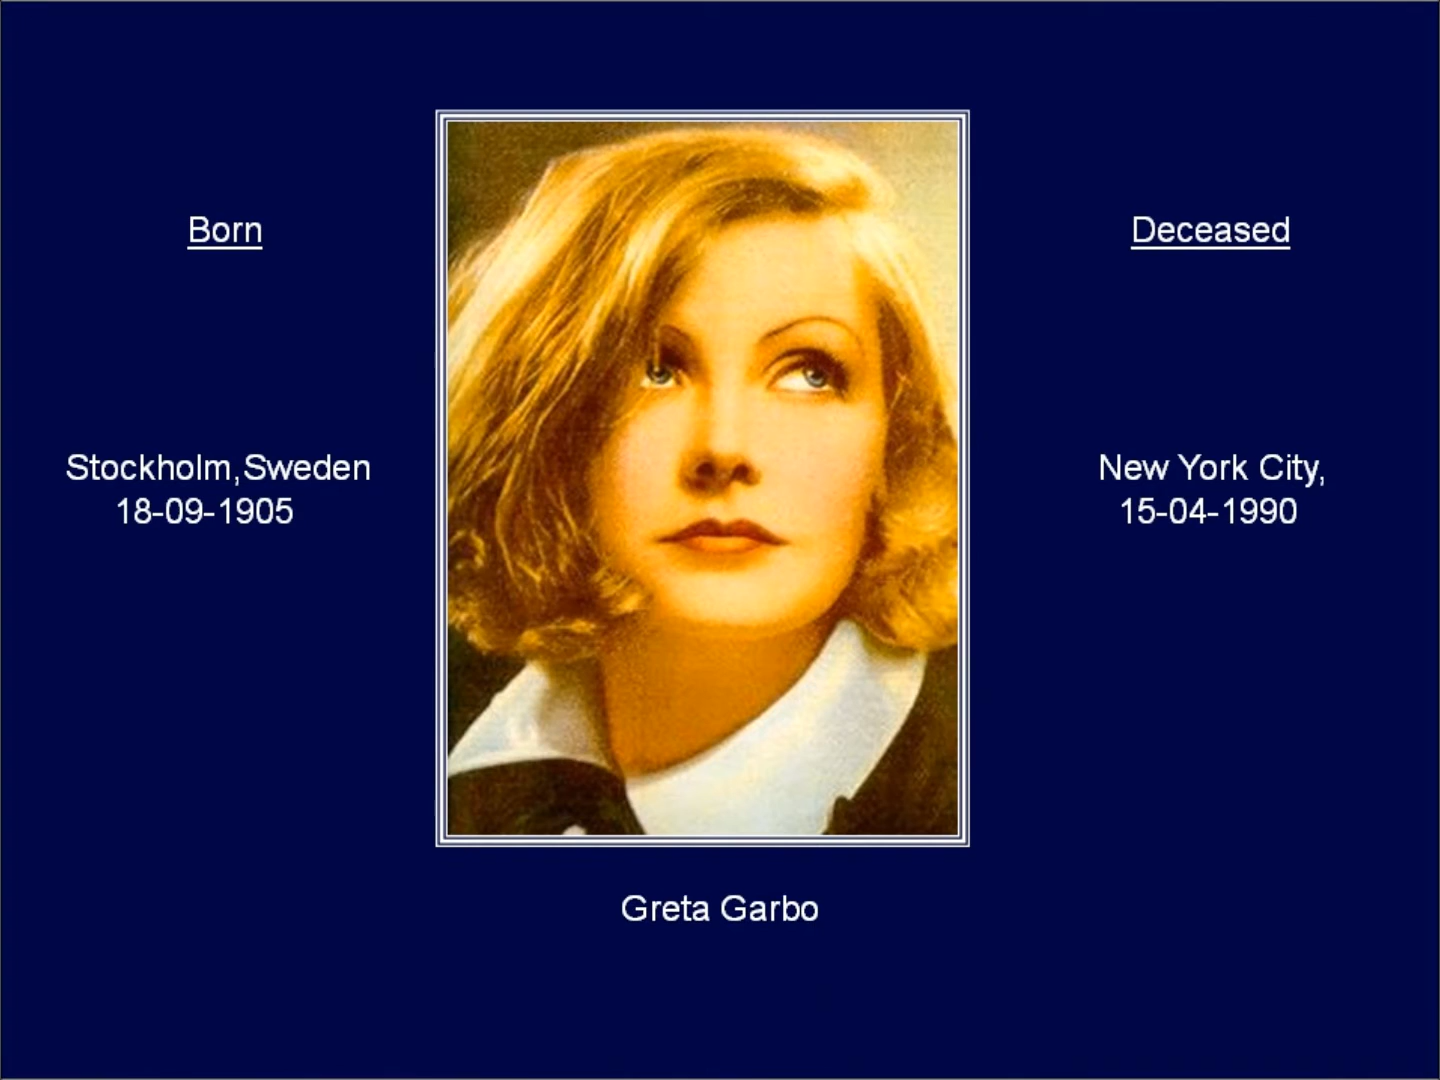 Born
Deceased
Stockholm,Sweden
18-09-1905
New York City,
15-04-1990
Greta Garbo